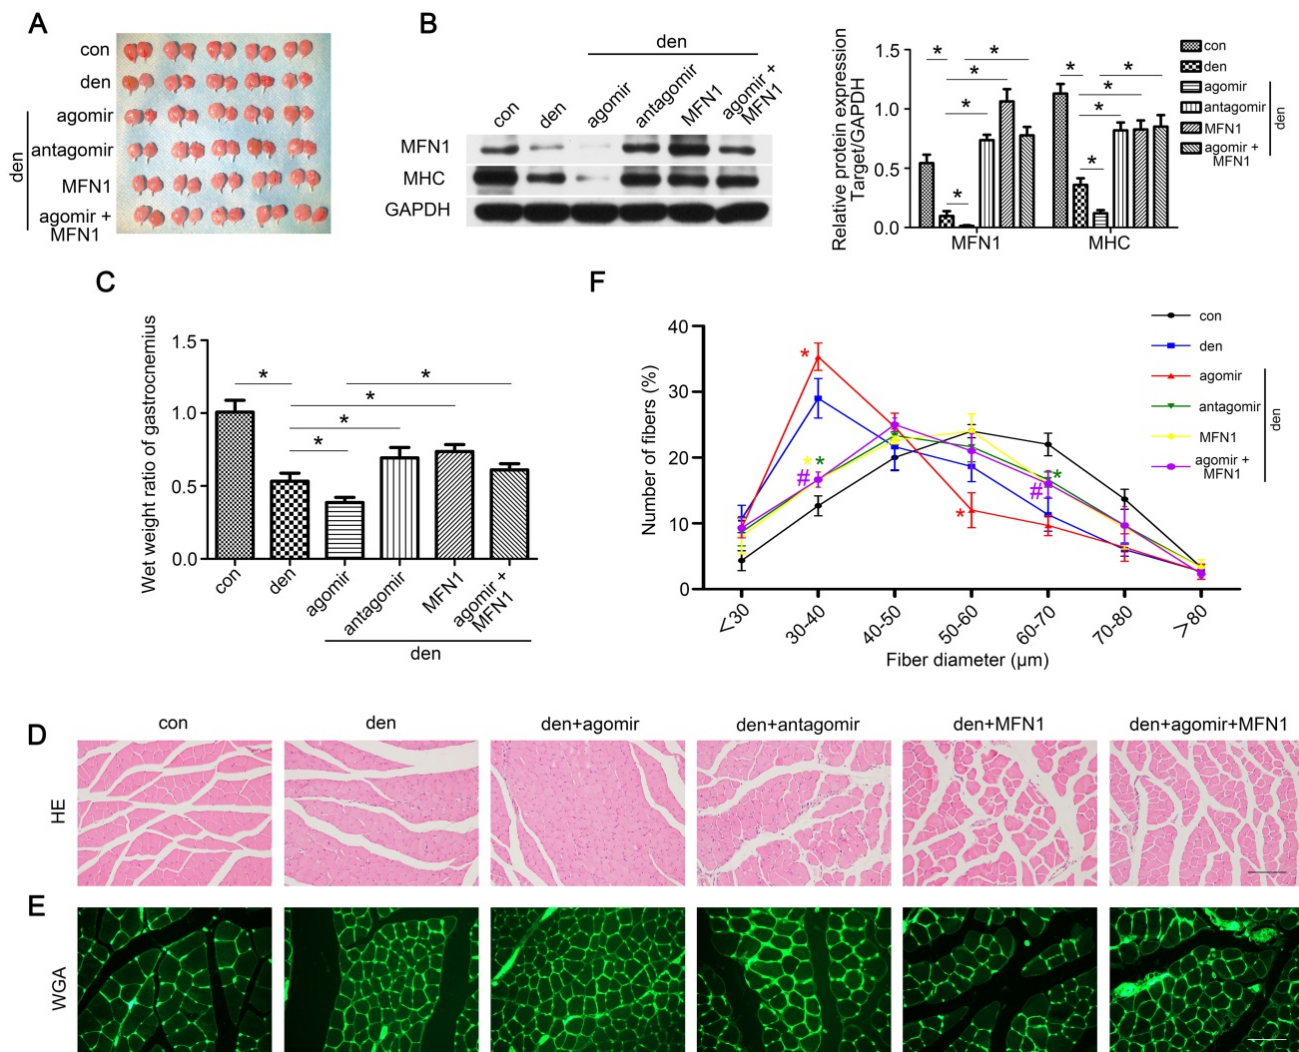 A
con
den
agomir
antagomir
MFN1
agomir +
MFN1
den
B
den
con
den
agomir
antagomir
MFN1
agomir +
MFN1
MFN1
MHC
GAPDH
Relative protein expression
Target/GAPDH
1.5
1.0
0.5
0.0
* * * * * * * *
MFN1 MHC
con
den
agomir
antagomir
MFN1
agomir +
MFN1
den
C
Wet weight ratio of gastrocnemius
1.5
1.0
0.5
0.0
* * * * *
con
den
agomir
antagomir
MFN1
agomir +
MFN1
den
F
Number of fibers (%)
40
30
20
10
0
* * * # * # *
<30 30-40 40-50 50-60 60-70 70-80 >80
Fiber diameter (μm)
con
den
agomir
antagomir
MFN1
agomir +
MFN1
den
D
con den den+agomir den+antagomir den+MFN1 den+agomir+MFN1
HE
E
WGA